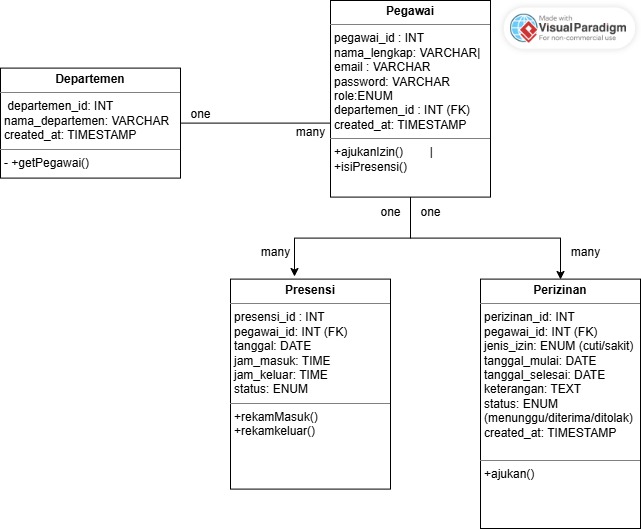 Pegawai
pegawai_id : INT
nama_lengkap: VARCHAR|
email : VARCHAR
password: VARCHAR
role:ENUM
departemen_id : INT (FK)
created_at: TIMESTAMP
+ajukanIzin() |
+isiPresensi()
Made with
VisualParadigm
For non-commercial use
Departemen
departemen_id: INT
nama_departemen: VARCHAR
created_at: TIMESTAMP
- +getPegawai()
one
many
one one
many
many
Presensi
presensi_id : INT
pegawai_id: INT (FK)
tanggal: DATE
jam_masuk: TIME
jam_keluar: TIME
status: ENUM
+rekamMasuk()
+rekamkeluar()
Perizinan
perizinan_id: INT
pegawai_id: INT (FK)
jenis_izin: ENUM (cuti/sakit)
tanggal_mulai: DATE
tanggal_selesai: DATE
keterangan: TEXT
status: ENUM
(menunggu/diterima/ditolak)
created_at: TIMESTAMP
+ajukan()